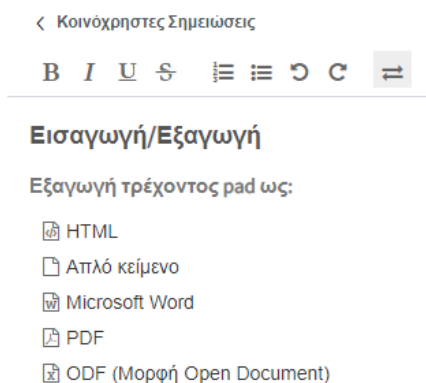 Κοινόχρηστες Σημειώσεις
B I U S
Εισαγωγή/Εξαγωγή
Εξαγωγή τρέχοντος pad ως:
HTML
Απλό κείμενο
Microsoft Word
PDF
ODF (Μορφή Open Document)